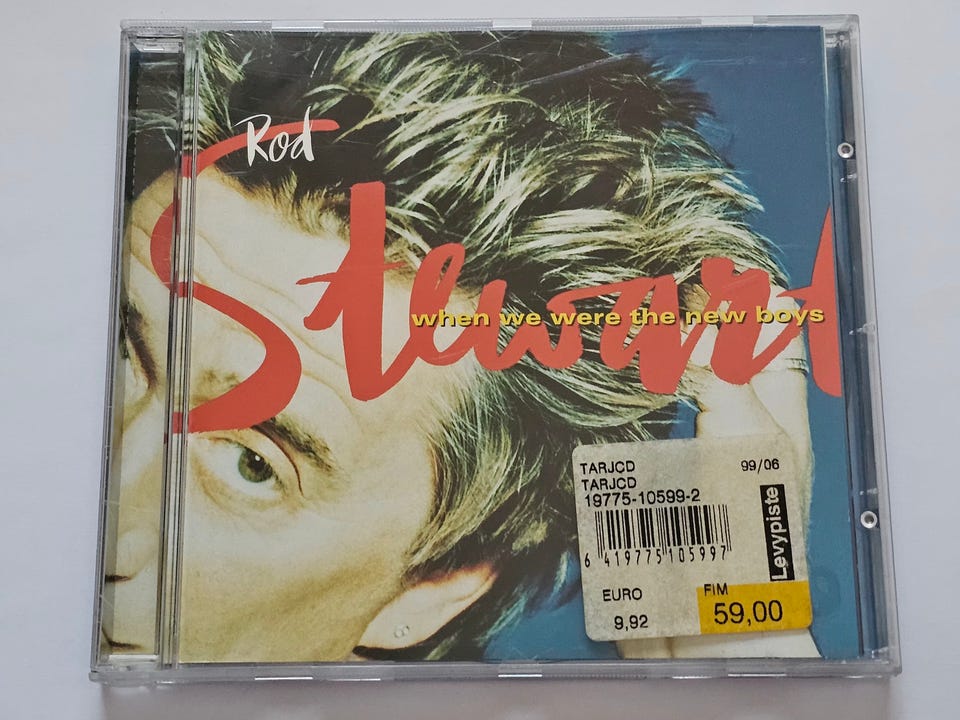 Rod
Stewart
when we were the new boys
TARJCD 99/06
TARJCD
19775-10599-2
Levypiste
6 419775 105997
EURO FIM
9,92 59,00